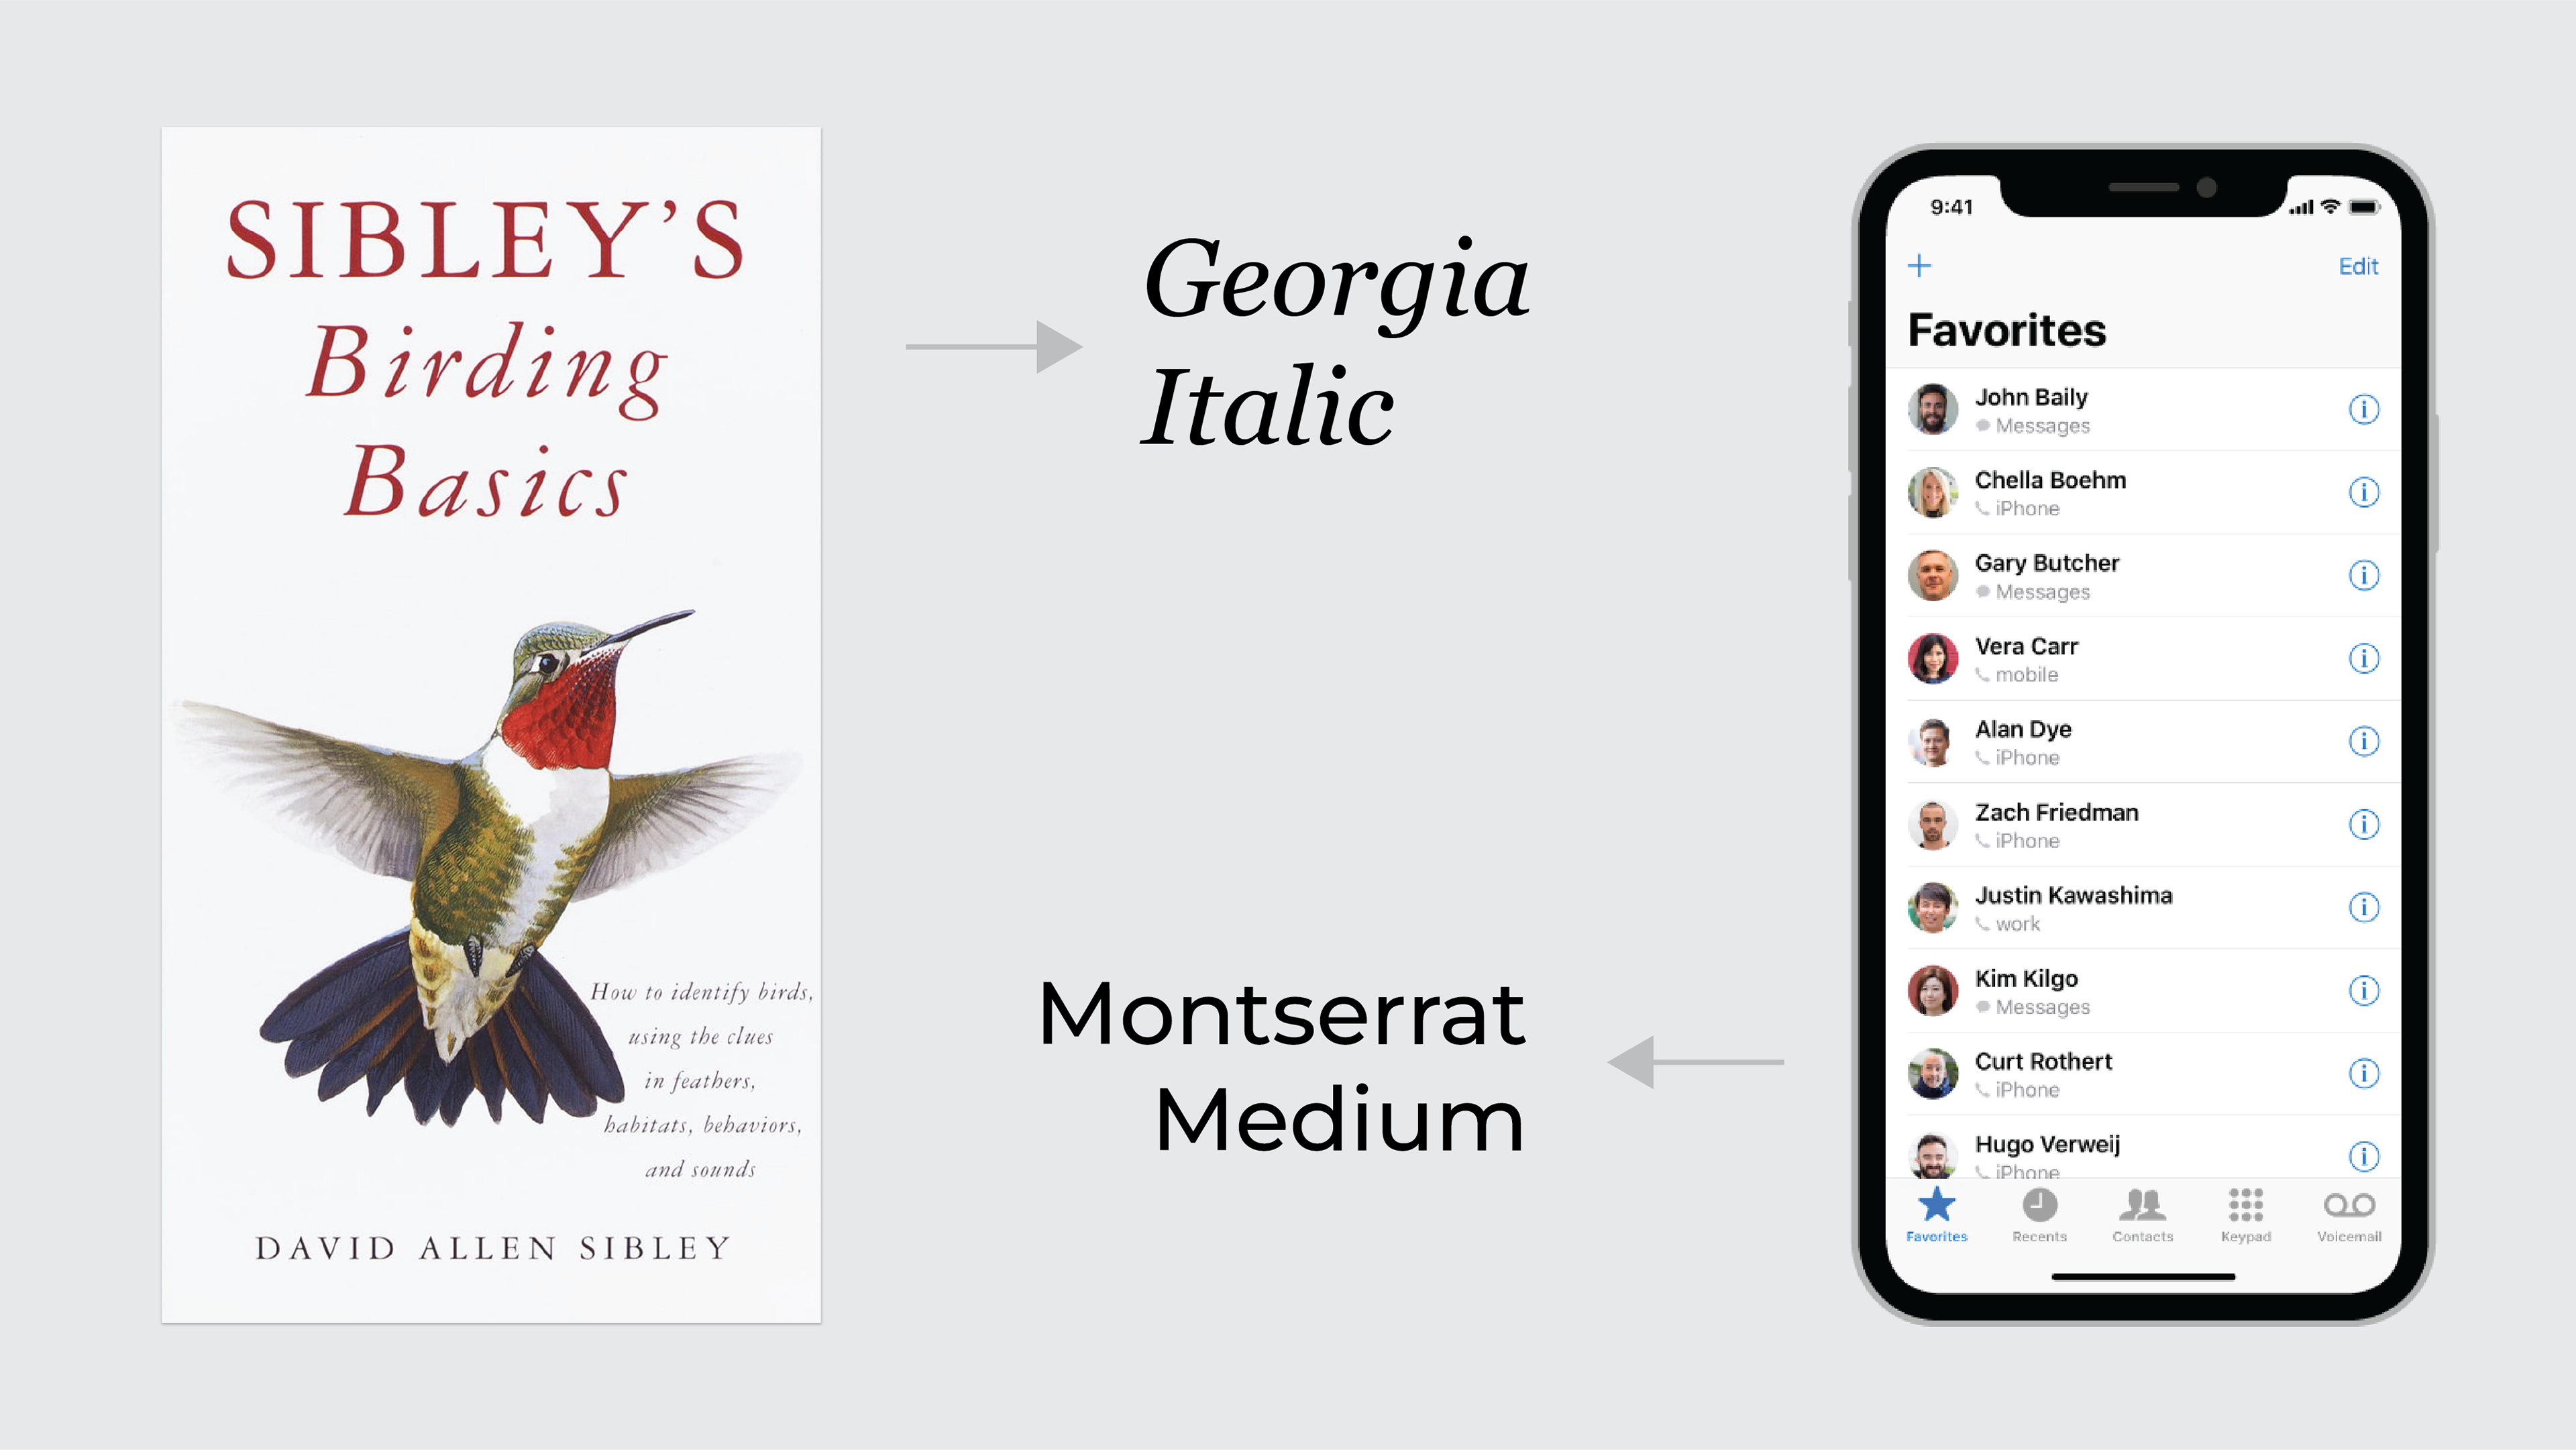 SIBLEY’S
Birding
Basics
How to identify birds,
using the clues
in feathers,
habitats, behaviors,
and sounds
DAVID ALLEN SIBLEY
Georgia
Italic
Montserrat
Medium
9:41
Edit
Favorites
John Baily
Messages
Chella Boehm
iPhone
Gary Butcher
Messages
Vera Carr
mobile
Alan Dye
iPhone
Zach Friedman
iPhone
Justin Kawashima
work
Kim Kilgo
Messages
Curt Rothert
iPhone
Hugo Verweij
iPhone
Favorites Recents Contacts Keypad Voicemail